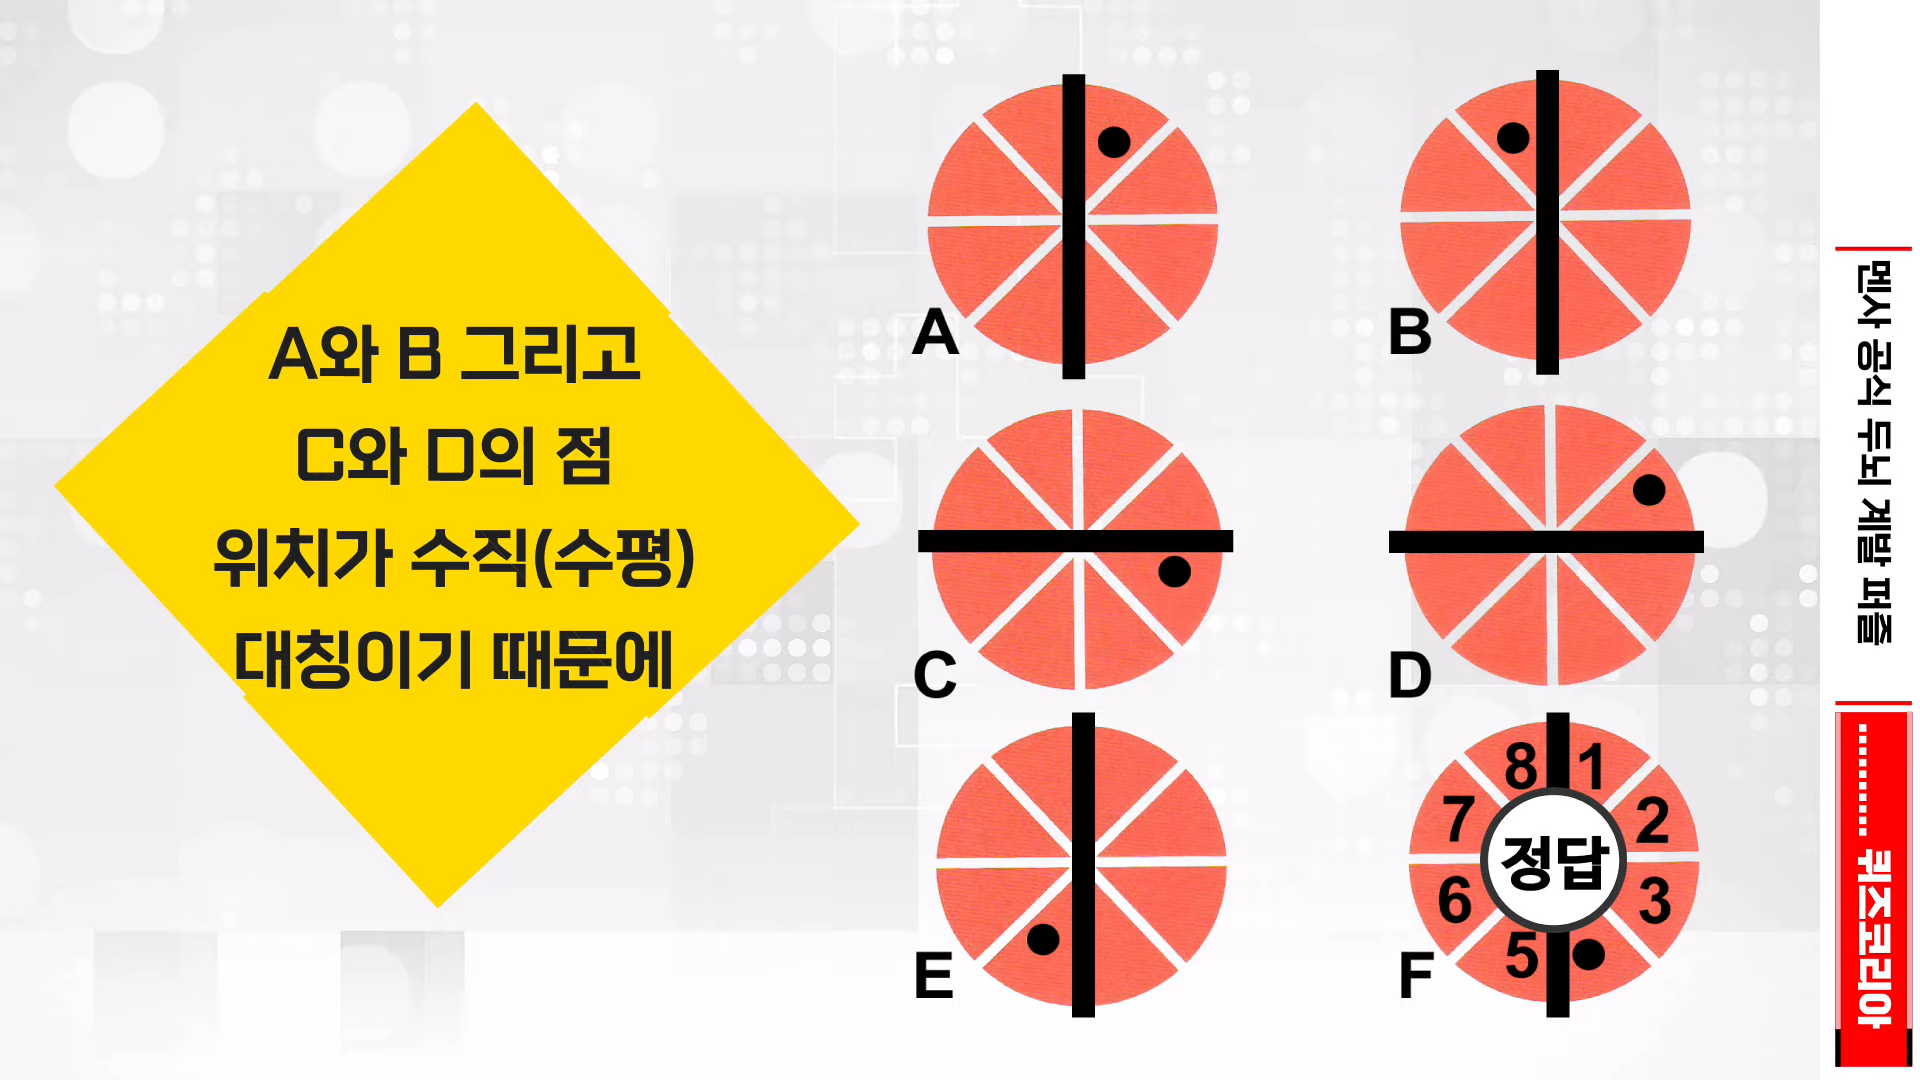 A와 B 그리고
C와 D의 점
위치가 수직(수평)
대칭이기 때문에
A
B
C
D
E
F
8 1
7 2
정답
6 3
5
멘사 공식 두뇌 계발 퍼즐
퀴즈코리아